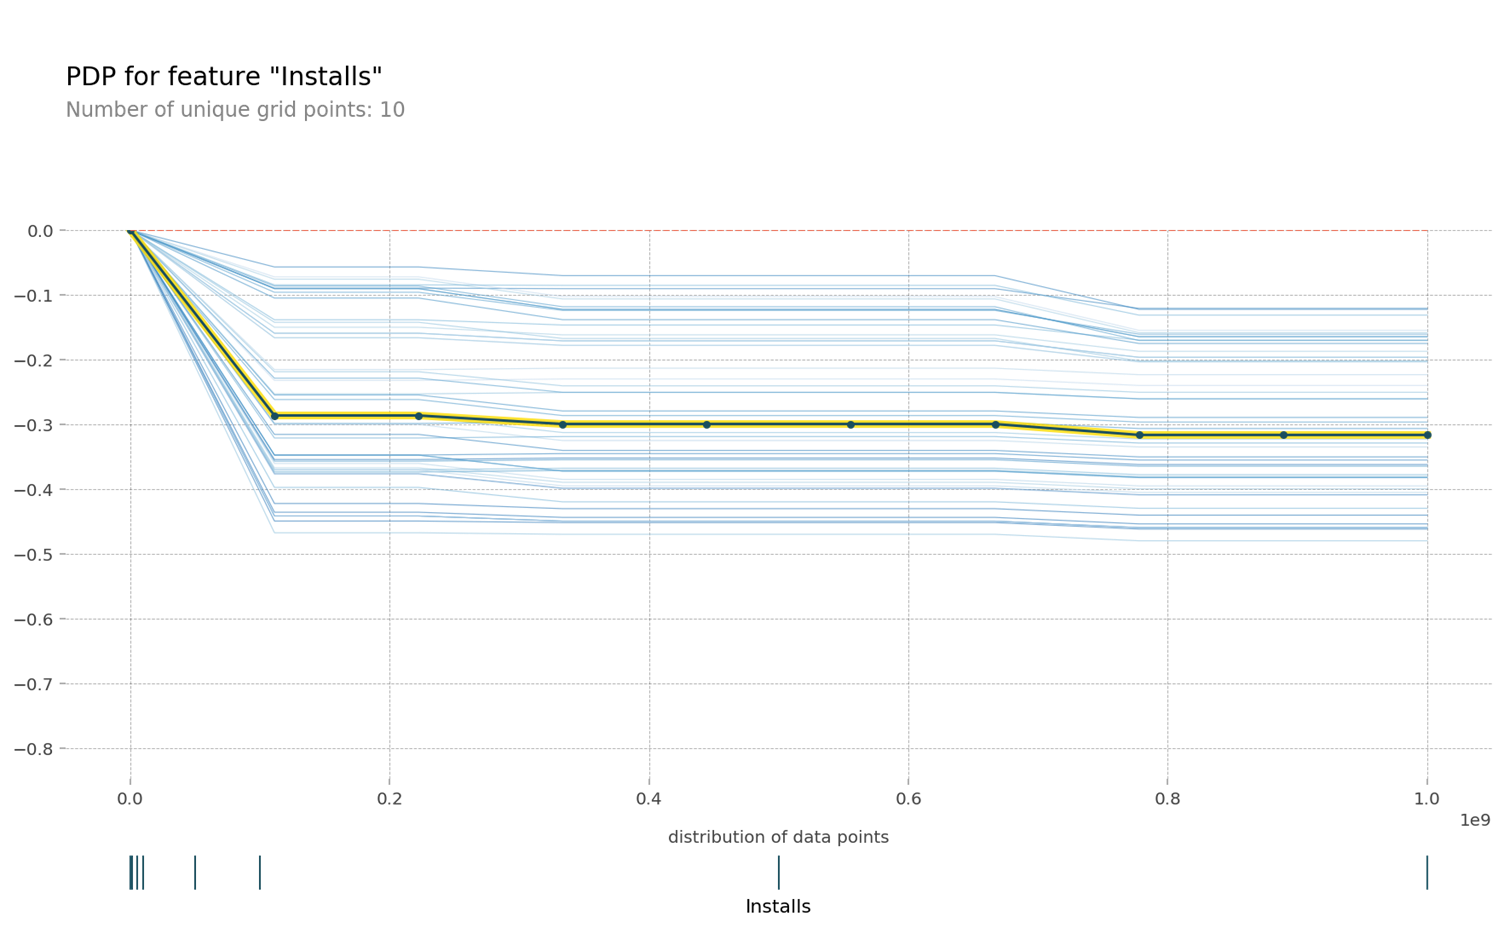 PDP for feature "Installs"
Number of unique grid points: 10
0.0
−0.1
−0.2
−0.3
−0.4
−0.5
−0.6
−0.7
−0.8
0.0 0.2 0.4 0.6 0.8 1.0
1e9
distribution of data points
Installs